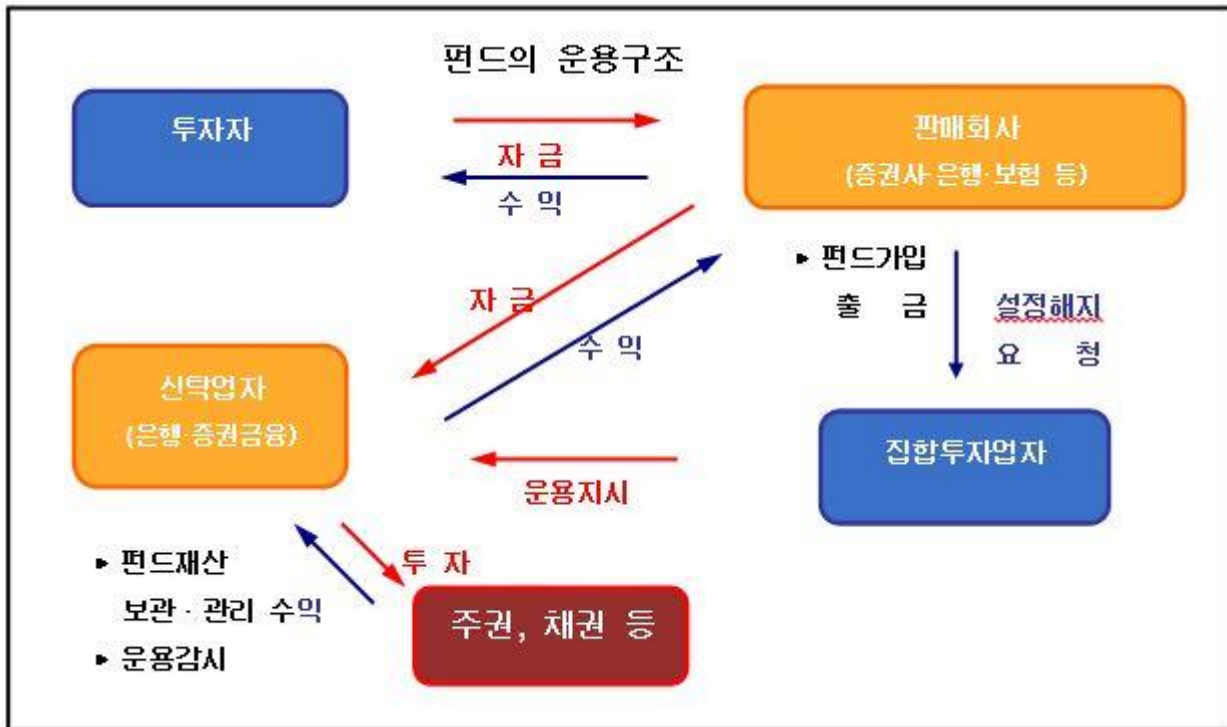 펀드의 운용구조
투자자
자 금
수 익
판매회사
(증권사·은행·보험 등)
▸ 펀드가입
출 금
설정해지
요 청
자 금
수 익
신탁업자
(은행·증권금융)
운용지시
집합투자업자
▸ 펀드재산
보관·관리 수익
▸ 운용감시
투 자
주권, 채권 등